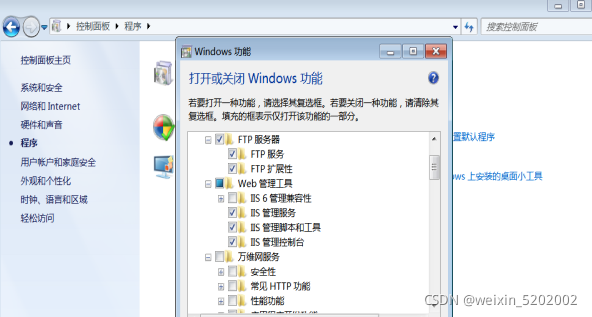 控制面板 程序 搜索控制面板
Windows 功能
控制面板主页
系统和安全
网络和 Internet
硬件和声音
程序
用户帐户和家庭安全
外观和个性化
时钟、语言和区域
轻松访问
打开或关闭 Windows 功能
若要打开一种功能，请选择其复选框。若要关闭一种功能，请清除其
复选框。填充的框表示仅打开该功能的一部分。
FTP 服务器
FTP 服务
FTP 扩展性
Web 管理工具
IIS 6 管理兼容性
IIS 管理服务
IIS 管理脚本和工具
IIS 管理控制台
万维网服务
安全性
常见 HTTP 功能
性能功能
置默认程序
ws 上安装的桌面小工具
CSDN @weixin_5202002